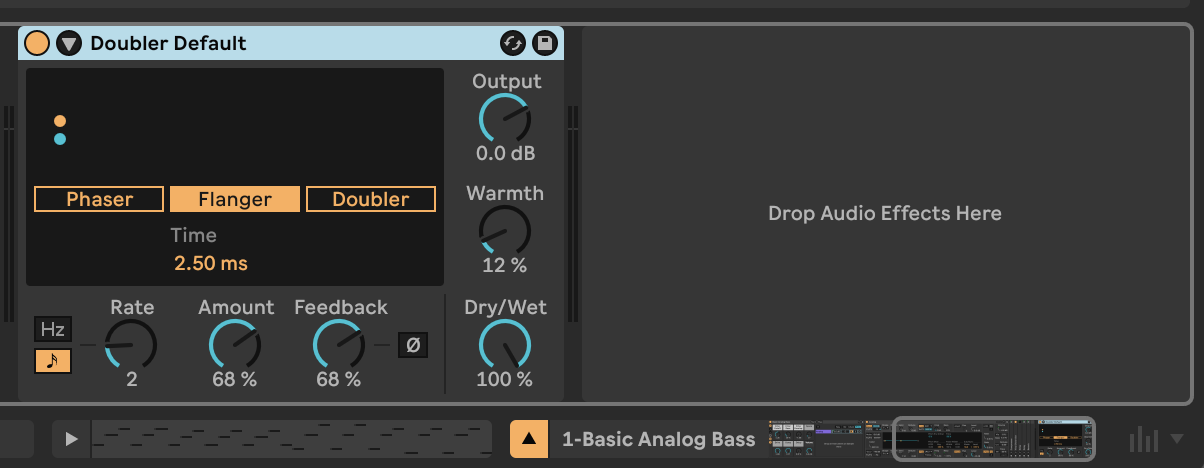 Doubler Default
Output
0.0 dB
Phaser
Flanger
Doubler
Warmth
12 %
Time
2.50 ms
Drop Audio Effects Here
Rate
Amount
Feedback
Dry/Wet
Hz
Ø
2
68 %
68 %
100 %
1-Basic Analog Bass